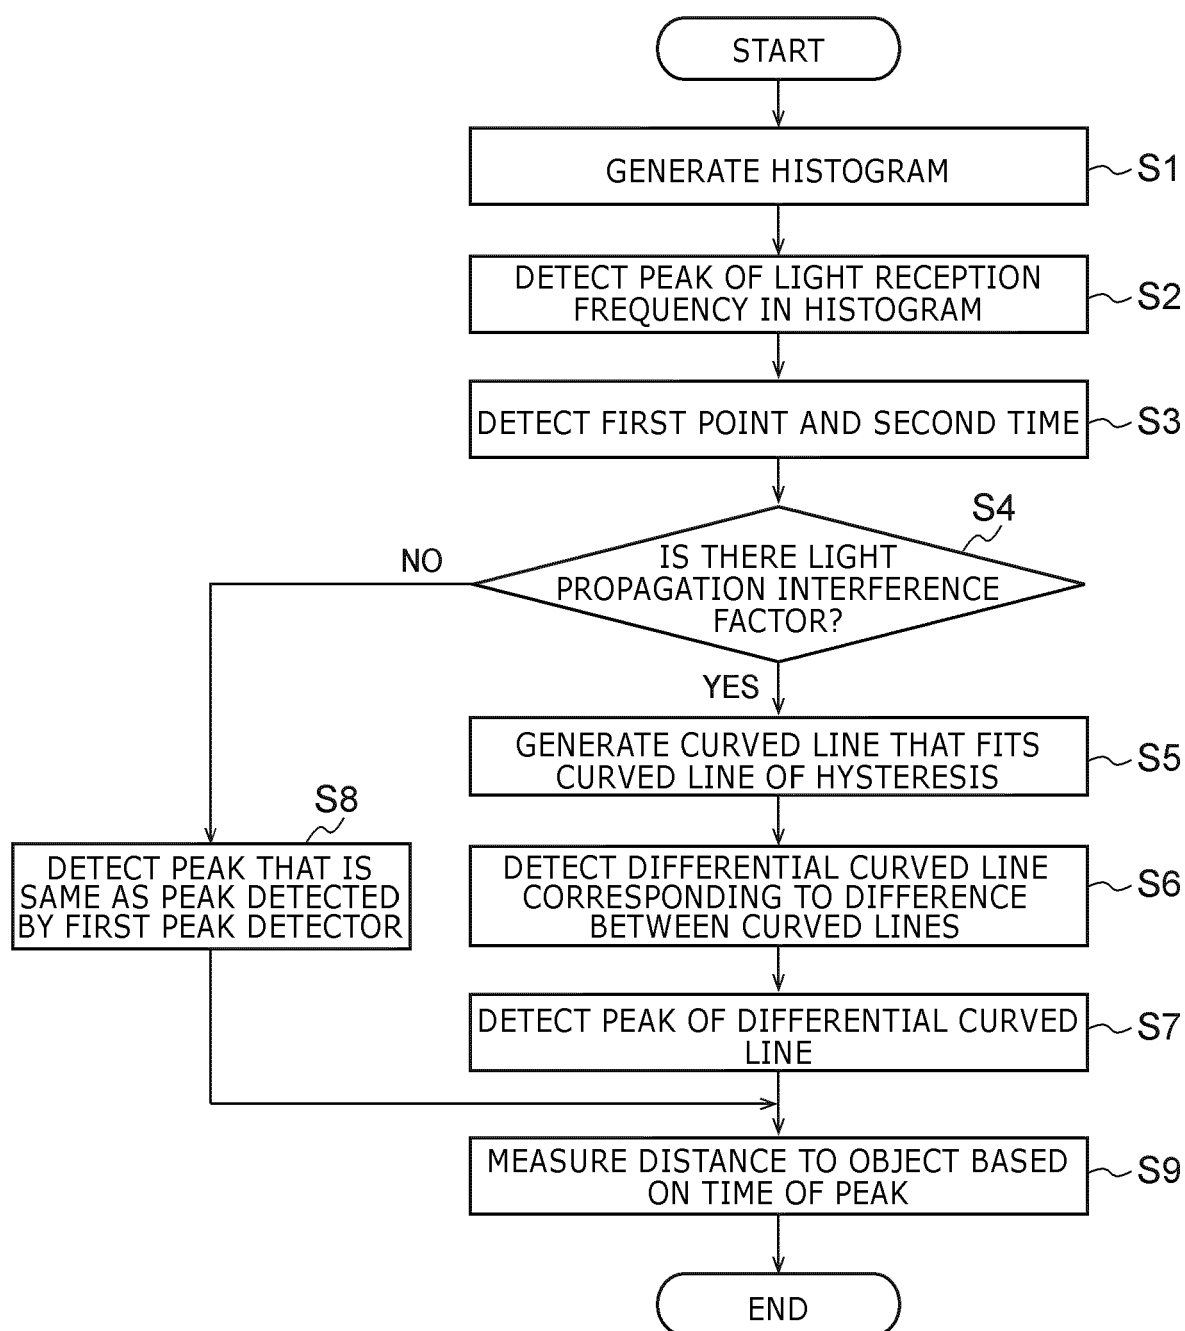 START
GENERATE HISTOGRAM
S1
DETECT PEAK OF LIGHT RECEPTION
FREQUENCY IN HISTOGRAM
S2
DETECT FIRST POINT AND SECOND TIME
S3
S4
IS THERE LIGHT
PROPAGATION INTERFERENCE
FACTOR?
NO
YES
GENERATE CURVED LINE THAT FITS
CURVED LINE OF HYSTERESIS
S5
S8
DETECT PEAK THAT IS
SAME AS PEAK DETECTED
BY FIRST PEAK DETECTOR
DETECT DIFFERENTIAL CURVED LINE
CORRESPONDING TO DIFFERENCE
BETWEEN CURVED LINES
S6
DETECT PEAK OF DIFFERENTIAL CURVED
LINE
S7
MEASURE DISTANCE TO OBJECT BASED
ON TIME OF PEAK
S9
END